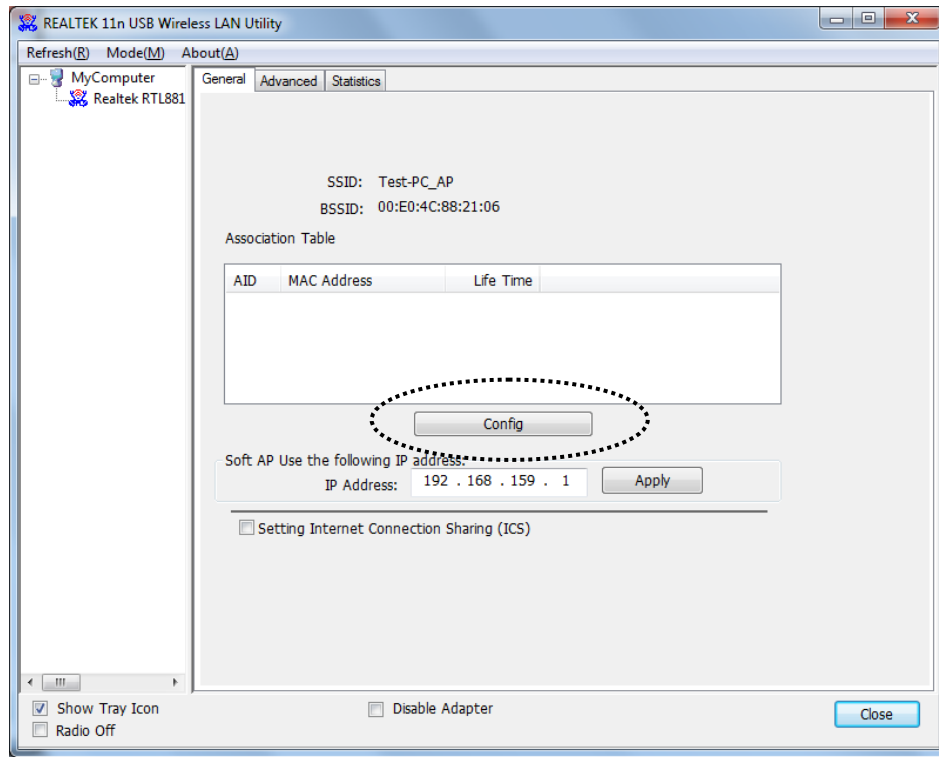 REALTEK 11n USB Wireless LAN Utility
Refresh(R) Mode(M) About(A)
MyComputer
Realtek RTL881
General Advanced Statistics
SSID: Test-PC_AP
BSSID: 00:E0:4C:88:21:06
Association Table
AID MAC Address Life Time
Config
Soft AP Use the following IP address:
IP Address: 192 . 168 . 159 . 1 Apply
Setting Internet Connection Sharing (ICS)
Show Tray Icon
Radio Off
Disable Adapter
Close